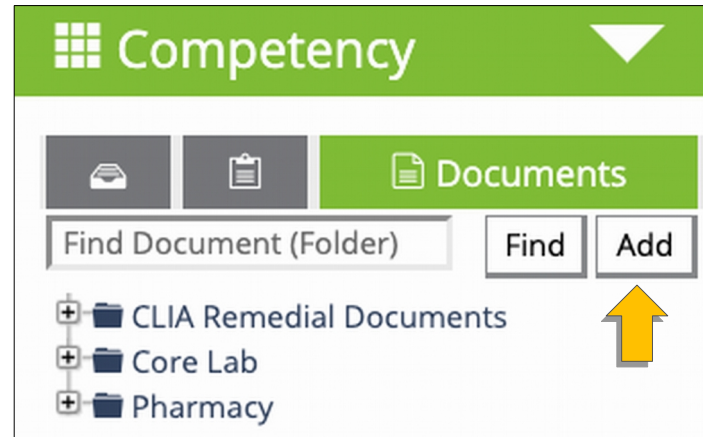 Competency
Documents
Find Document (Folder)
Find
Add
CLIA Remedial Documents
Core Lab
Pharmacy